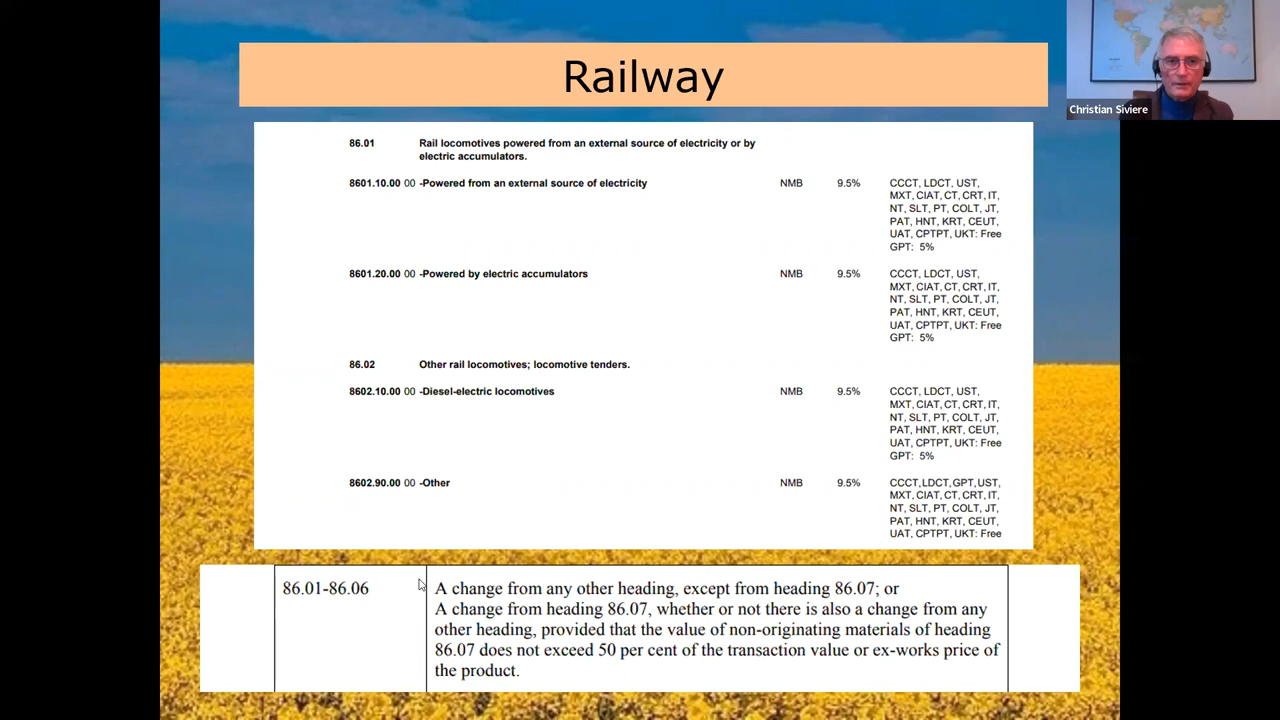 Railway
Christian Siviere
86.01 Rail locomotives powered from an external source of electricity or by
electric accumulators.
8601.10.00 00 -Powered from an external source of electricity NMB 9.5% CCCT, LDCT, UST,
MXT, CIAT, CT, CRT, IT,
NT, SLT, PT, COLT, JT,
PAT, HNT, KRT, CEUT,
UAT, CPTPT, UKT: Free
GPT: 5%
8601.20.00 00 -Powered by electric accumulators NMB 9.5% CCCT, LDCT, UST,
MXT, CIAT, CT, CRT, IT,
NT, SLT, PT, COLT, JT,
PAT, HNT, KRT, CEUT,
UAT, CPTPT, UKT: Free
GPT: 5%
86.02 Other rail locomotives; locomotive tenders.
8602.10.00 00 -Diesel-electric locomotives NMB 9.5% CCCT, LDCT, UST,
MXT, CIAT, CT, CRT, IT,
NT, SLT, PT, COLT, JT,
PAT, HNT, KRT, CEUT,
UAT, CPTPT, UKT: Free
GPT: 5%
8602.90.00 00 -Other NMB 9.5% CCCT,LDCT,GPT,UST,
MXT, CIAT, CT, CRT, IT,
NT, SLT, PT, COLT, JT,
PAT, HNT, KRT, CEUT,
UAT, CPTPT, UKT: Free
86.01-86.06 A change from any other heading, except from heading 86.07; or
A change from heading 86.07, whether or not there is also a change from any
other heading, provided that the value of non-originating materials of heading
86.07 does not exceed 50 per cent of the transaction value or ex-works price of
the product.